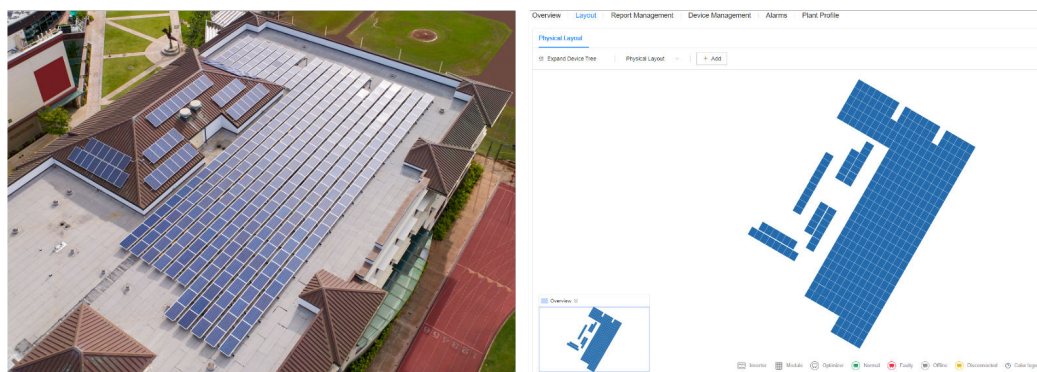 Overview Layout Report Management Device Management Alarms Plant Profile
Physical Layout
Expand Device Tree Physical Layout + Add
Overview
Inverter Module Optimizer Normal Faulty Offline Disconnected Color legend